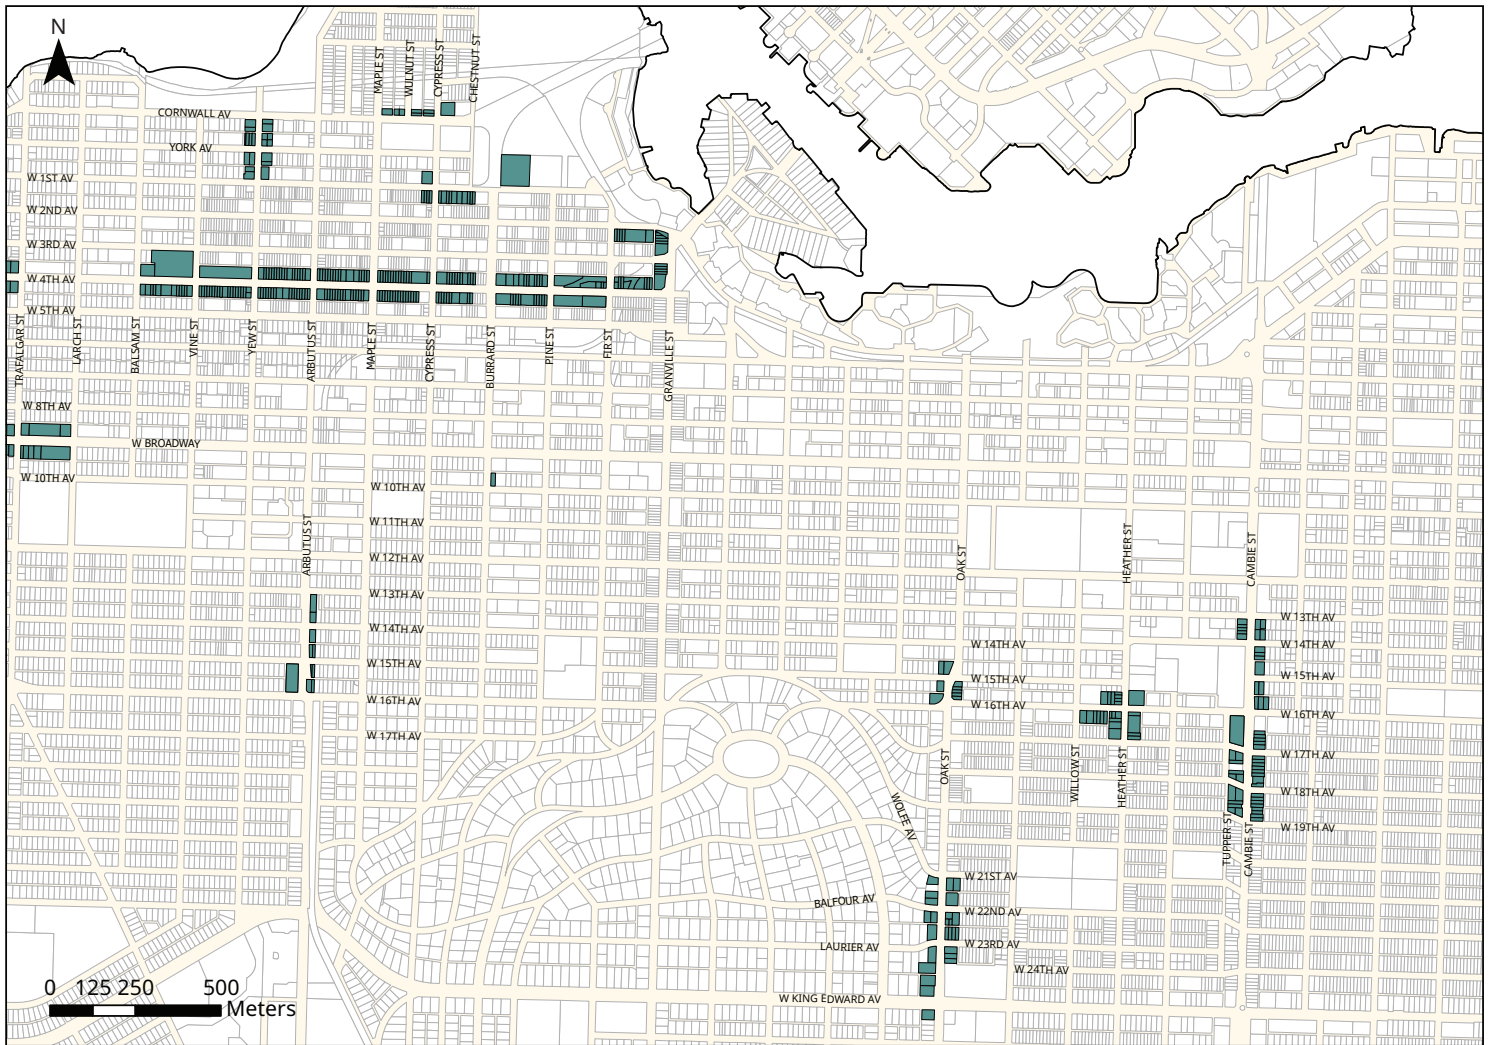 N
MAPLE ST
WULNUT ST
CYPRESS ST
CHESTNUT ST
CORNWALL AV
YORK AV
W 1ST AV
W 2ND AV
W 3RD AV
W 4TH AV
W 5TH AV
TRAFALGAR ST
LARCH ST
BALSAM ST
VINE ST
YEW ST
ARBUTUS ST
MAPLE ST
CYPRESS ST
BURRARD ST
PINE ST
FIR ST
GRANVILLE ST
W 8TH AV
W BROADWAY
W 10TH AV
W 10TH AV
W 11TH AV
ARBUTUS ST
W 12TH AV
OAK ST
HEATHER ST
CAMBIE ST
W 13TH AV
W 13TH AV
W 14TH AV
W 14TH AV
W 14TH AV
W 15TH AV
W 15TH AV
W 15TH AV
W 16TH AV
W 16TH AV
W 16TH AV
W 17TH AV
W 17TH AV
OAK ST
WILLOW ST
HEATHER ST
W 18TH AV
WOLFE AV
W 19TH AV
TUPPER ST
CAMBIE ST
W 21ST AV
BALFOUR AV
W 22ND AV
LAURIER AV
W 23RD AV
W 24TH AV
W KING EDWARD AV
0 125 250 500
Meters